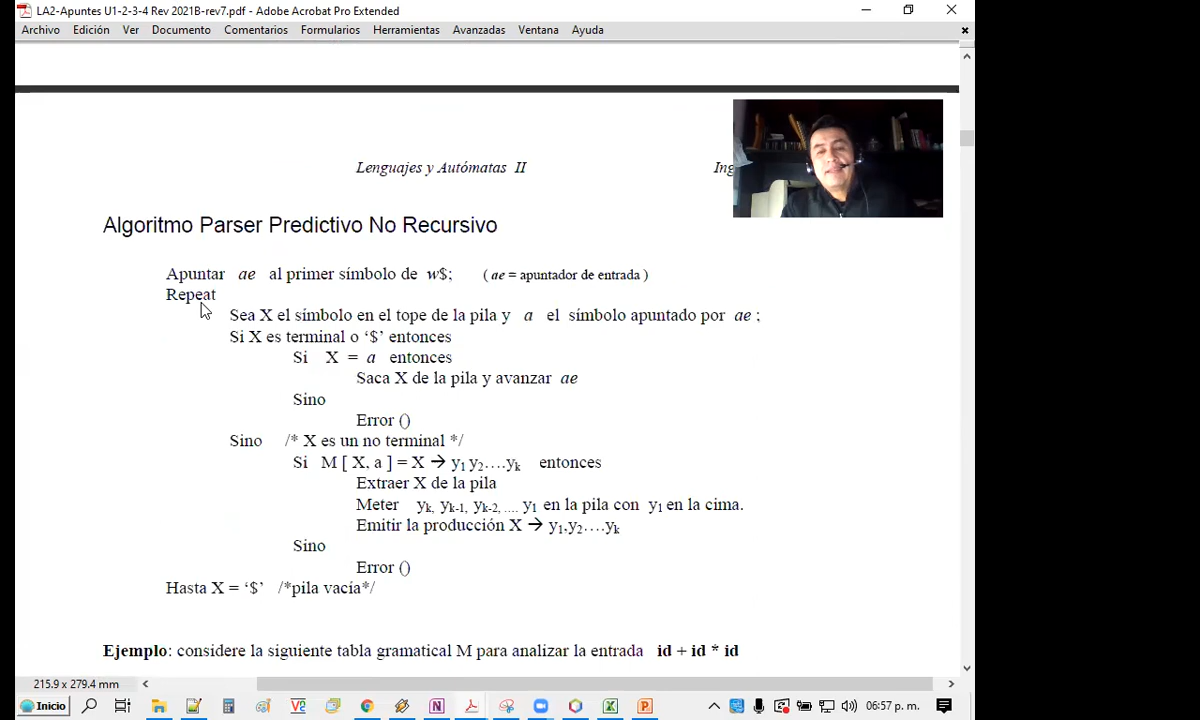 LA2-Apuntes U1-2-3-4 Rev 2021B-rev7.pdf - Adobe Acrobat Pro Extended
Archivo Edición Ver Documento Comentarios Formularios Herramientas Avanzadas Ventana Ayuda
Lenguajes y Autómatas II Ing
Algoritmo Parser Predictivo No Recursivo
Apuntar ae al primer símbolo de w$; ( ae = apuntador de entrada )
Repeat
Sea X el símbolo en el tope de la pila y a el símbolo apuntado por ae ;
Si X es terminal o ‘$’ entonces
Si X = a entonces
Saca X de la pila y avanzar ae
Sino
Error ()
Sino /* X es un no terminal */
Si M [ X, a ] = X → y1 y2….yk entonces
Extraer X de la pila
Meter yk, yk-1, yk-2, .... y1 en la pila con y1 en la cima.
Emitir la producción X → y1,y2….yk
Sino
Error ()
Hasta X = ‘$’ /*pila vacía*/
Ejemplo: considere la siguiente tabla gramatical M para analizar la entrada id + id * id
215.9 x 279.4 mm
Inicio 06:57 p. m.